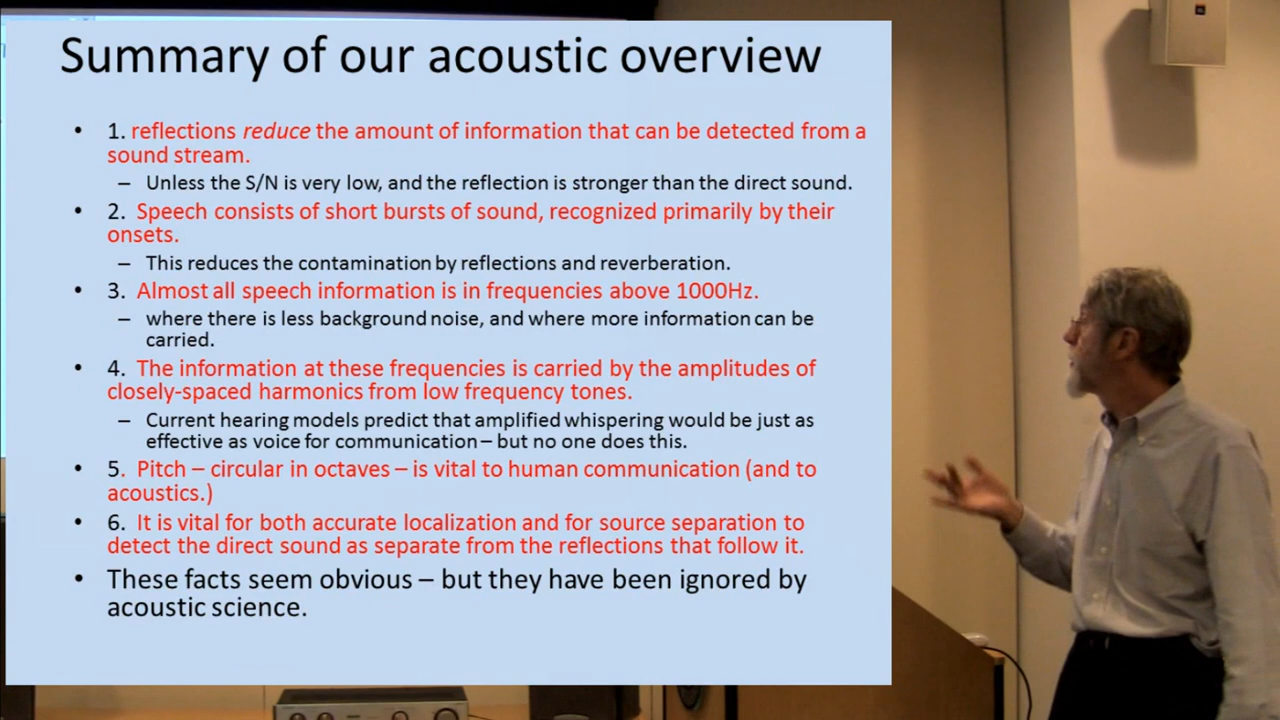 Summary of our acoustic overview
• 1. reflections reduce the amount of information that can be detected from a
sound stream.
– Unless the S/N is very low, and the reflection is stronger than the direct sound.
• 2. Speech consists of short bursts of sound, recognized primarily by their
onsets.
– This reduces the contamination by reflections and reverberation.
• 3. Almost all speech information is in frequencies above 1000Hz.
– where there is less background noise, and where more information can be
carried.
• 4. The information at these frequencies is carried by the amplitudes of
closely-spaced harmonics from low frequency tones.
– Current hearing models predict that amplified whispering would be just as
effective as voice for communication – but no one does this.
• 5. Pitch – circular in octaves – is vital to human communication (and to
acoustics.)
• 6. It is vital for both accurate localization and for source separation to
detect the direct sound as separate from the reflections that follow it.
• These facts seem obvious – but they have been ignored by
acoustic science.